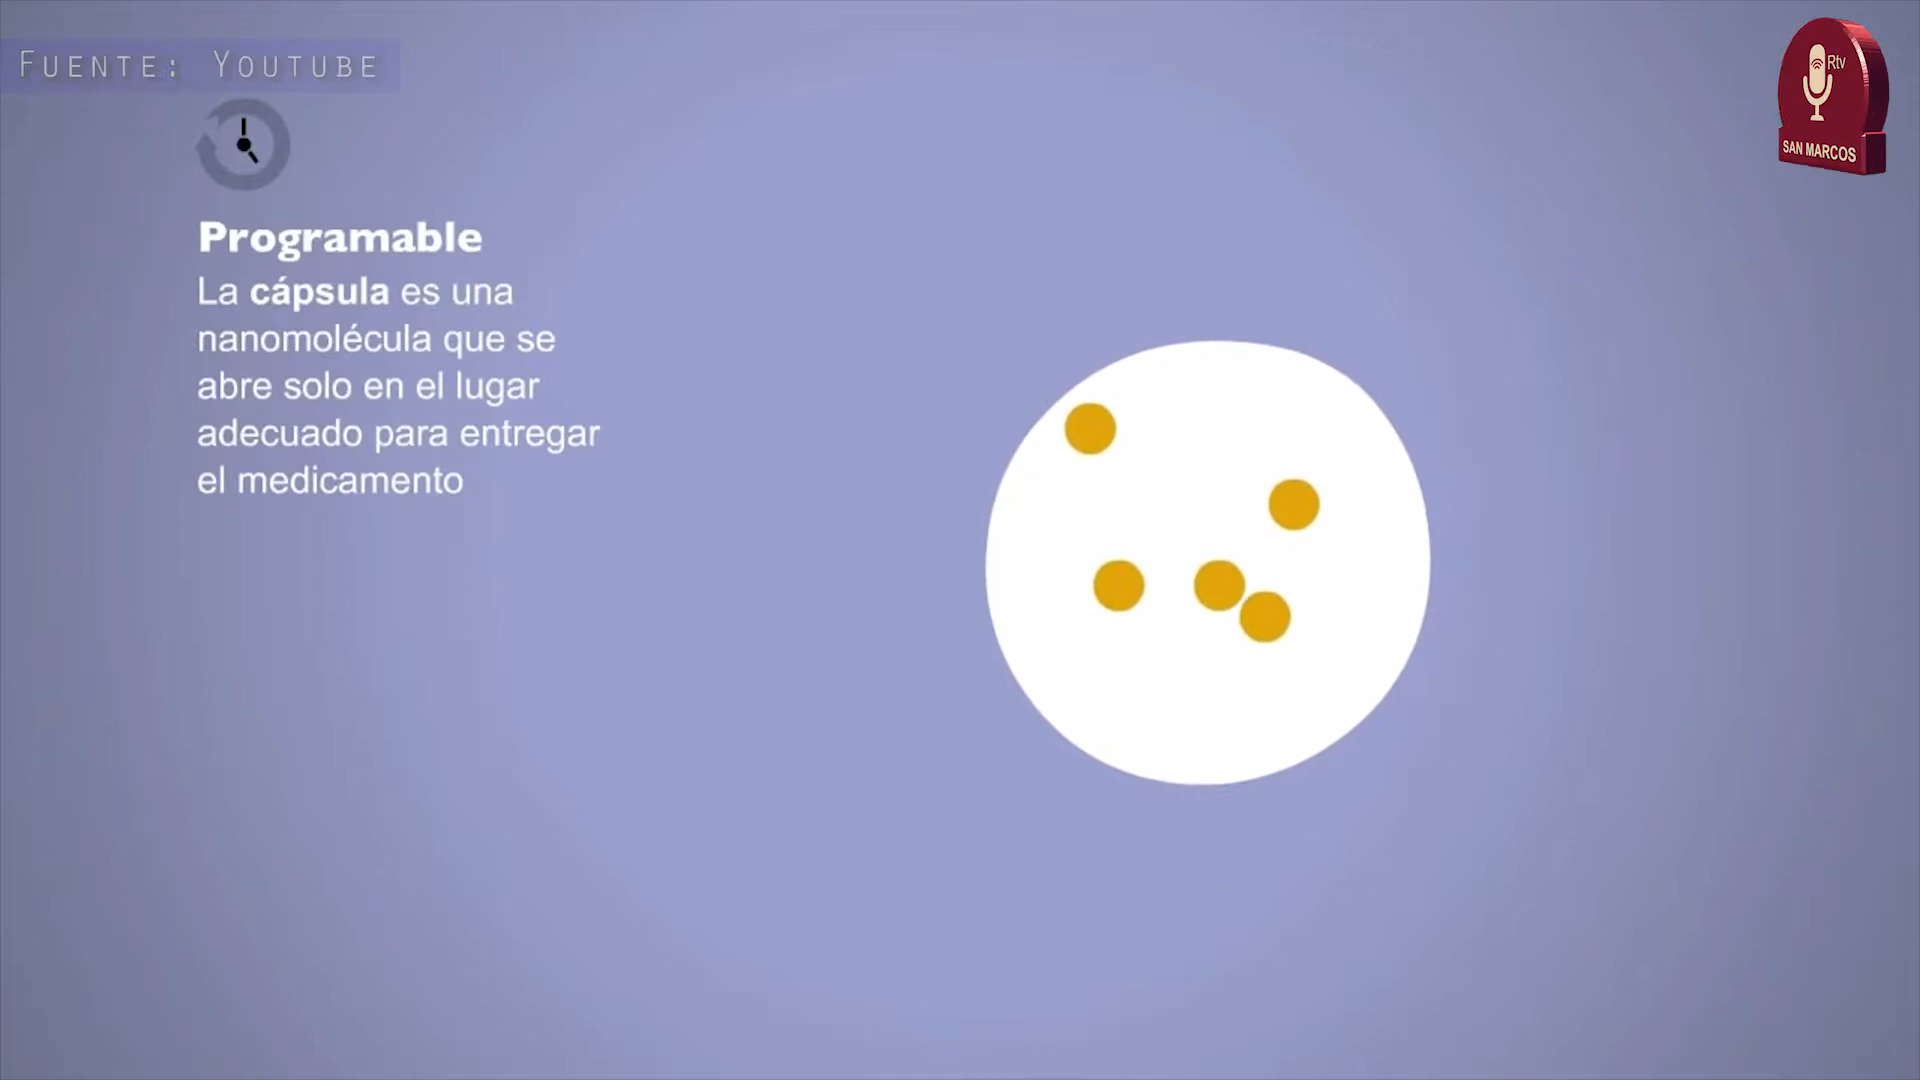 FUENTE: YOUTUBE
Rtv
SAN MARCOS
Programable
La cápsula es una
nanomolécula que se
abre solo en el lugar
adecuado para entregar
el medicamento